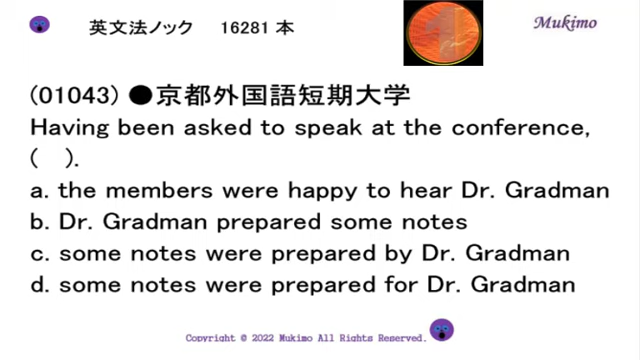 英文法ノック 16281 本
Mukimo
(01043) ●京都外国語短期大学
Having been asked to speak at the conference,
(   ).
a. the members were happy to hear Dr. Gradman
b. Dr. Gradman prepared some notes
c. some notes were prepared by Dr. Gradman
d. some notes were prepared for Dr. Gradman
Copyright @ 2022 Mukimo All Rights Reserved.